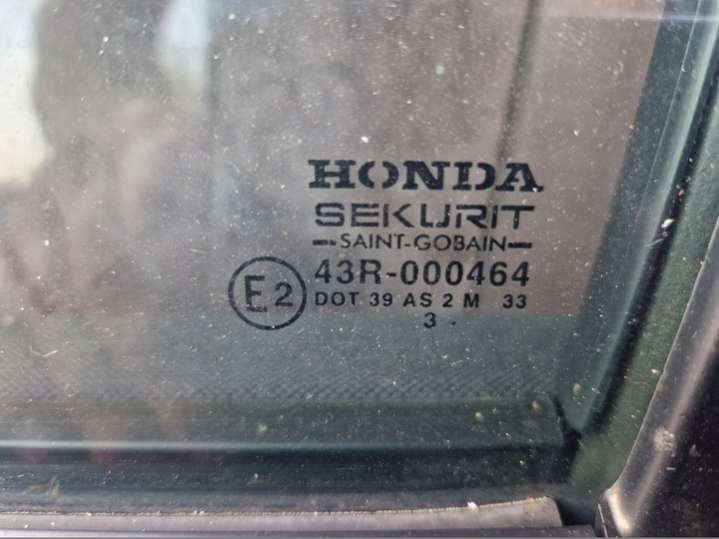 HONDA
SEKURIT
SAINT-GOBAIN
E2 43R-000464
DOT 39 AS 2 M 33
3 .